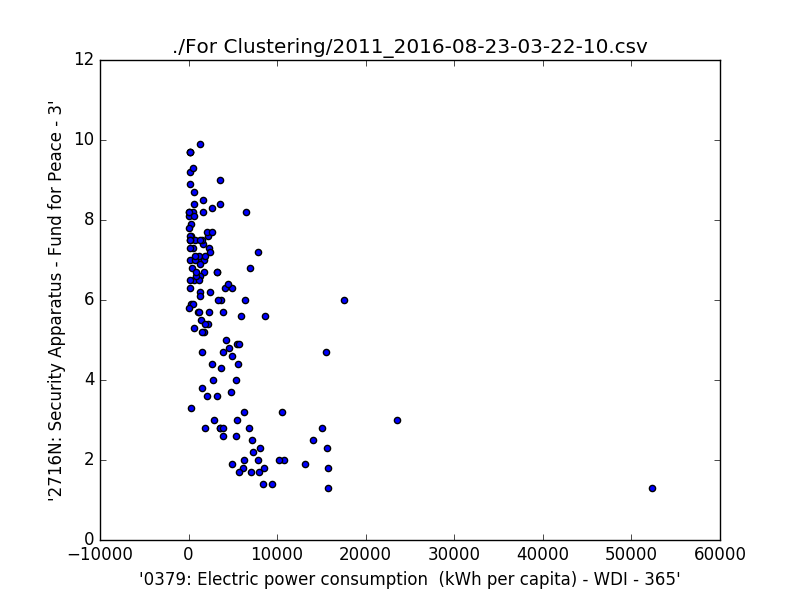 ./For Clustering/2011_2016-08-23-03-22-10.csv
12
10
8
6
4
2
0
'2716N: Security Apparatus - Fund for Peace - 3'
−10000 0 10000 20000 30000 40000 50000 60000
'0379: Electric power consumption  (kWh per capita) - WDI - 365'